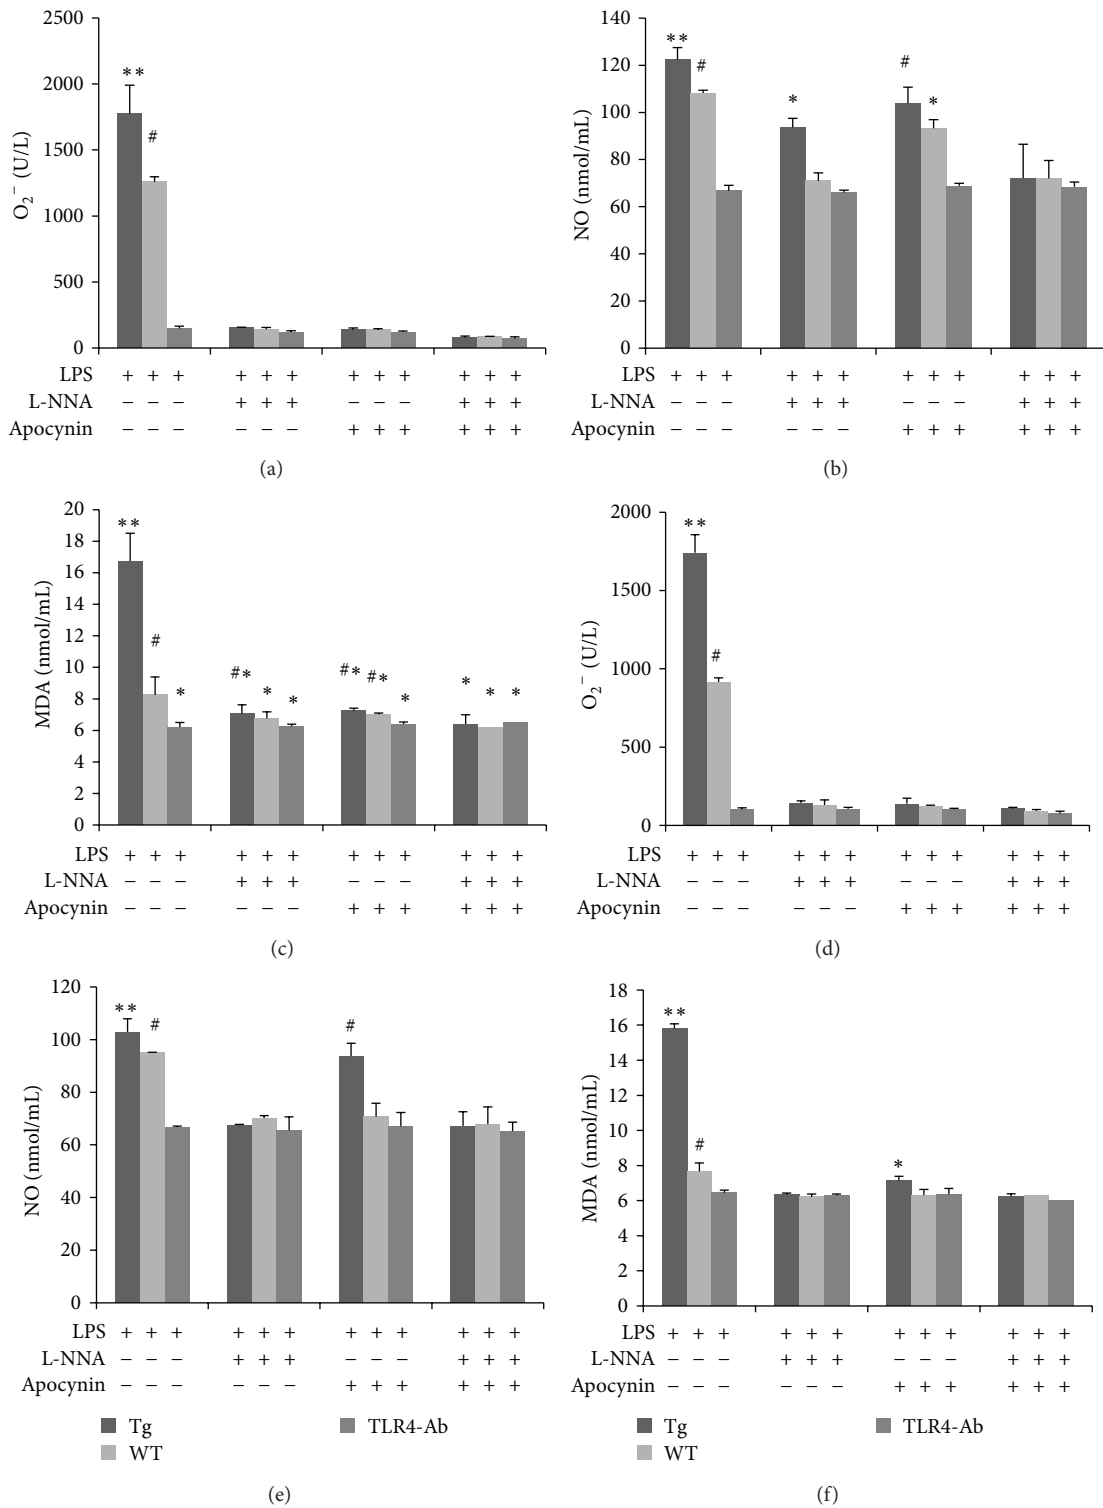 2500
2000
1500
1000
500
0
O₂⁻ (U/L)
** #
LPS + + + + + + + + + + + +
L-NNA − − − + + + − − − + + +
Apocynin − − − − − − + + + + + +
(a)
140
120
100
80
60
40
20
0
NO (nmol/mL)
** # * # *
LPS + + + + + + + + + + + +
L-NNA − − − + + + − − − + + +
Apocynin − − − − − − + + + + + +
(b)
20
18
16
14
12
10
8
6
4
2
0
MDA (nmol/mL)
** # * #* * * #* #* * * * *
LPS + + + + + + + + + + + +
L-NNA − − − + + + − − − + + +
Apocynin − − − − − − + + + + + +
(c)
2000
1500
1000
500
0
O₂⁻ (U/L)
** #
LPS + + + + + + + + + + + +
L-NNA − − − + + + − − − + + +
Apocynin − − − − − − + + + + + +
(d)
120
100
80
60
40
20
0
NO (nmol/mL)
** # #
LPS + + + + + + + + + + + +
L-NNA − − − + + + − − − + + +
Apocynin − − − − − − + + + + + +
Tg
WT
TLR4-Ab
(e)
18
16
14
12
10
8
6
4
2
0
MDA (nmol/mL)
** # *
LPS + + + + + + + + + + + +
L-NNA − − − + + + − − − + + +
Apocynin − − − − − − + + + + + +
Tg
WT
TLR4-Ab
(f)